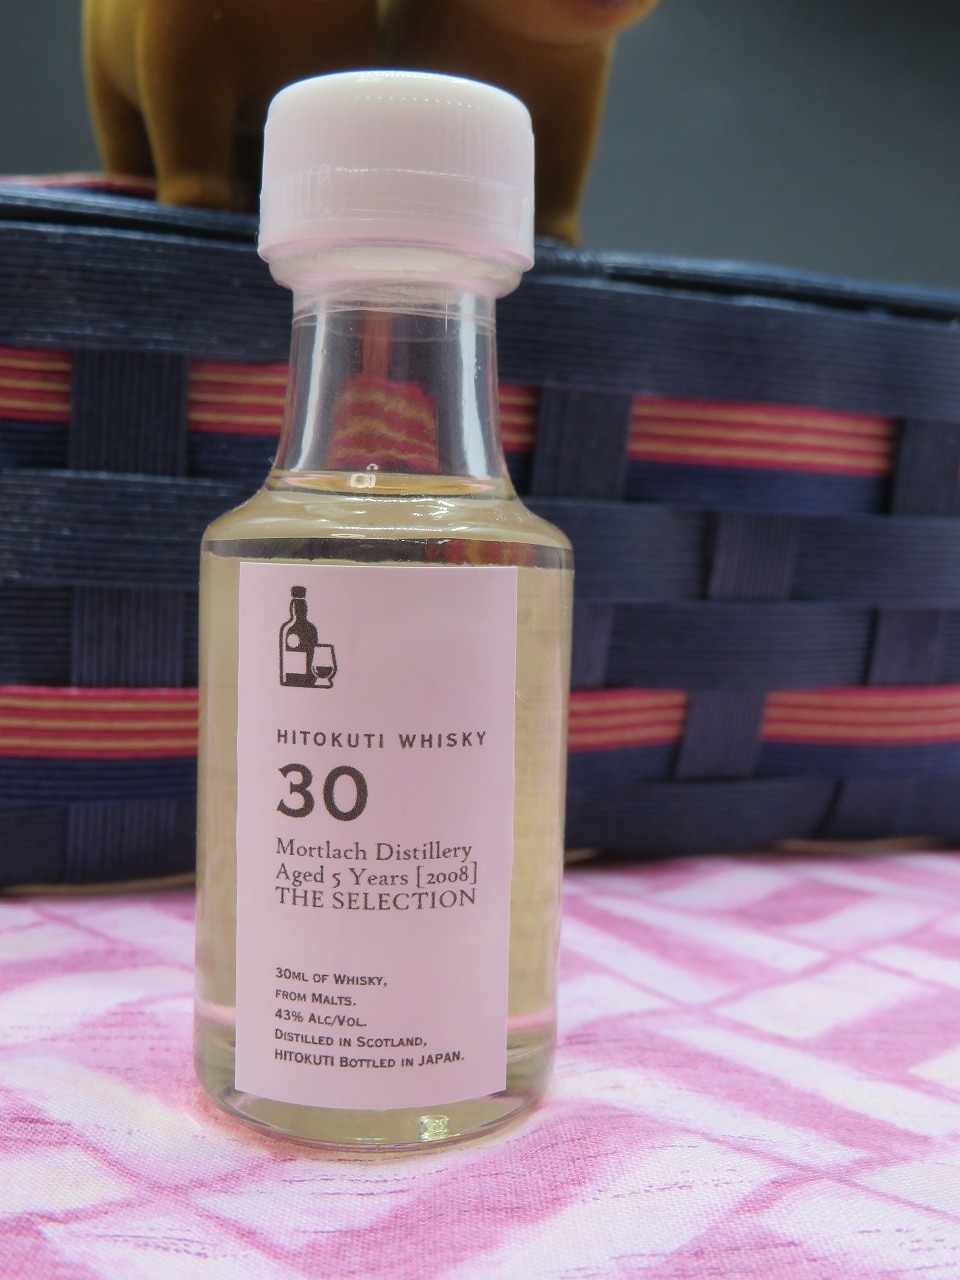 HITOKUTI WHISKY
30
Mortlach Distillery
Aged 5 Years [2008]
THE SELECTION
30ML OF WHISKY,
FROM MALTS.
43% ALC/VOL.
DISTILLED IN SCOTLAND,
HITOKUTI BOTTLED IN JAPAN.